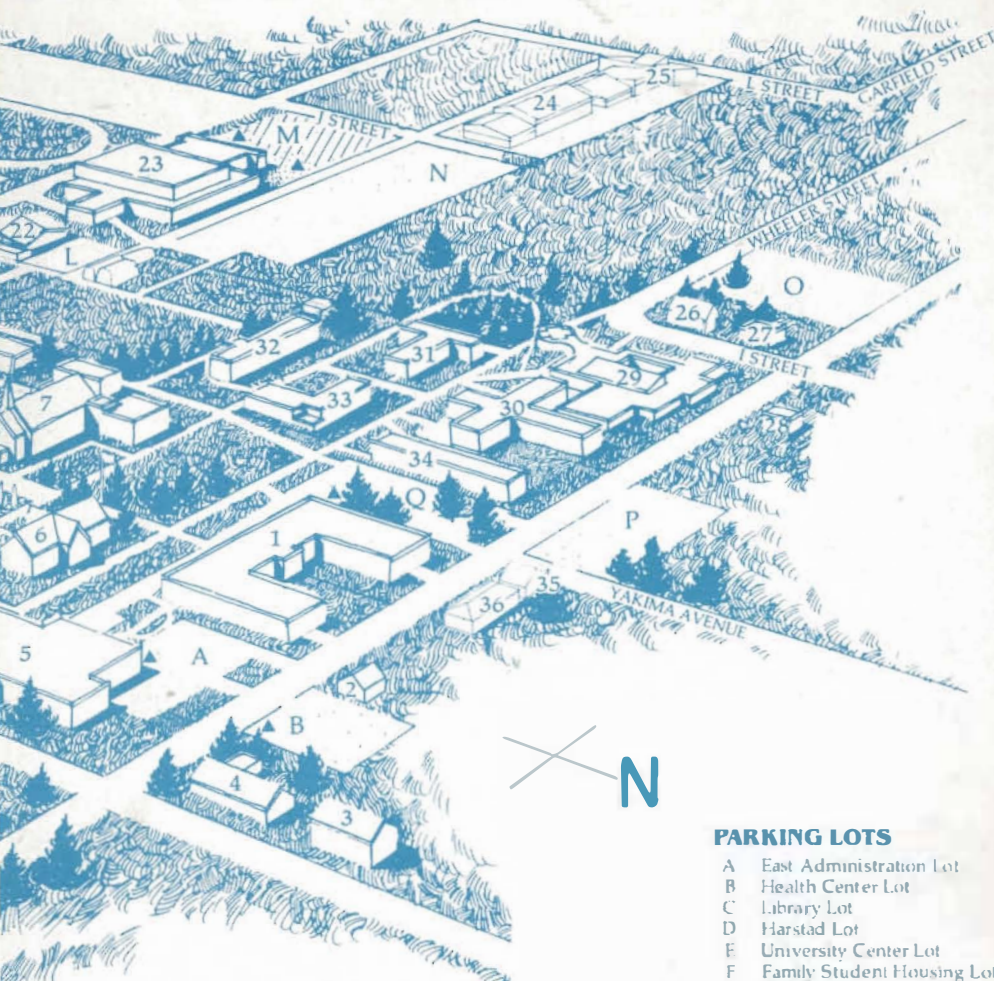 GARFIELD STREET
25
I STREET
24
I STREET
M
23
N
WHEELER STREET
22
L
O
26
27
32
31
I STREET
29
7
33
30
28
34
Q
P
6
1
35
36
YAKIMA AVENUE
5
A
2
B
4
3
N
PARKING LOTS
A East Administration Lot
B Health Center Lot
C Library Lot
D Harstad Lot
E University Center Lot
F Family Student Housing Lot